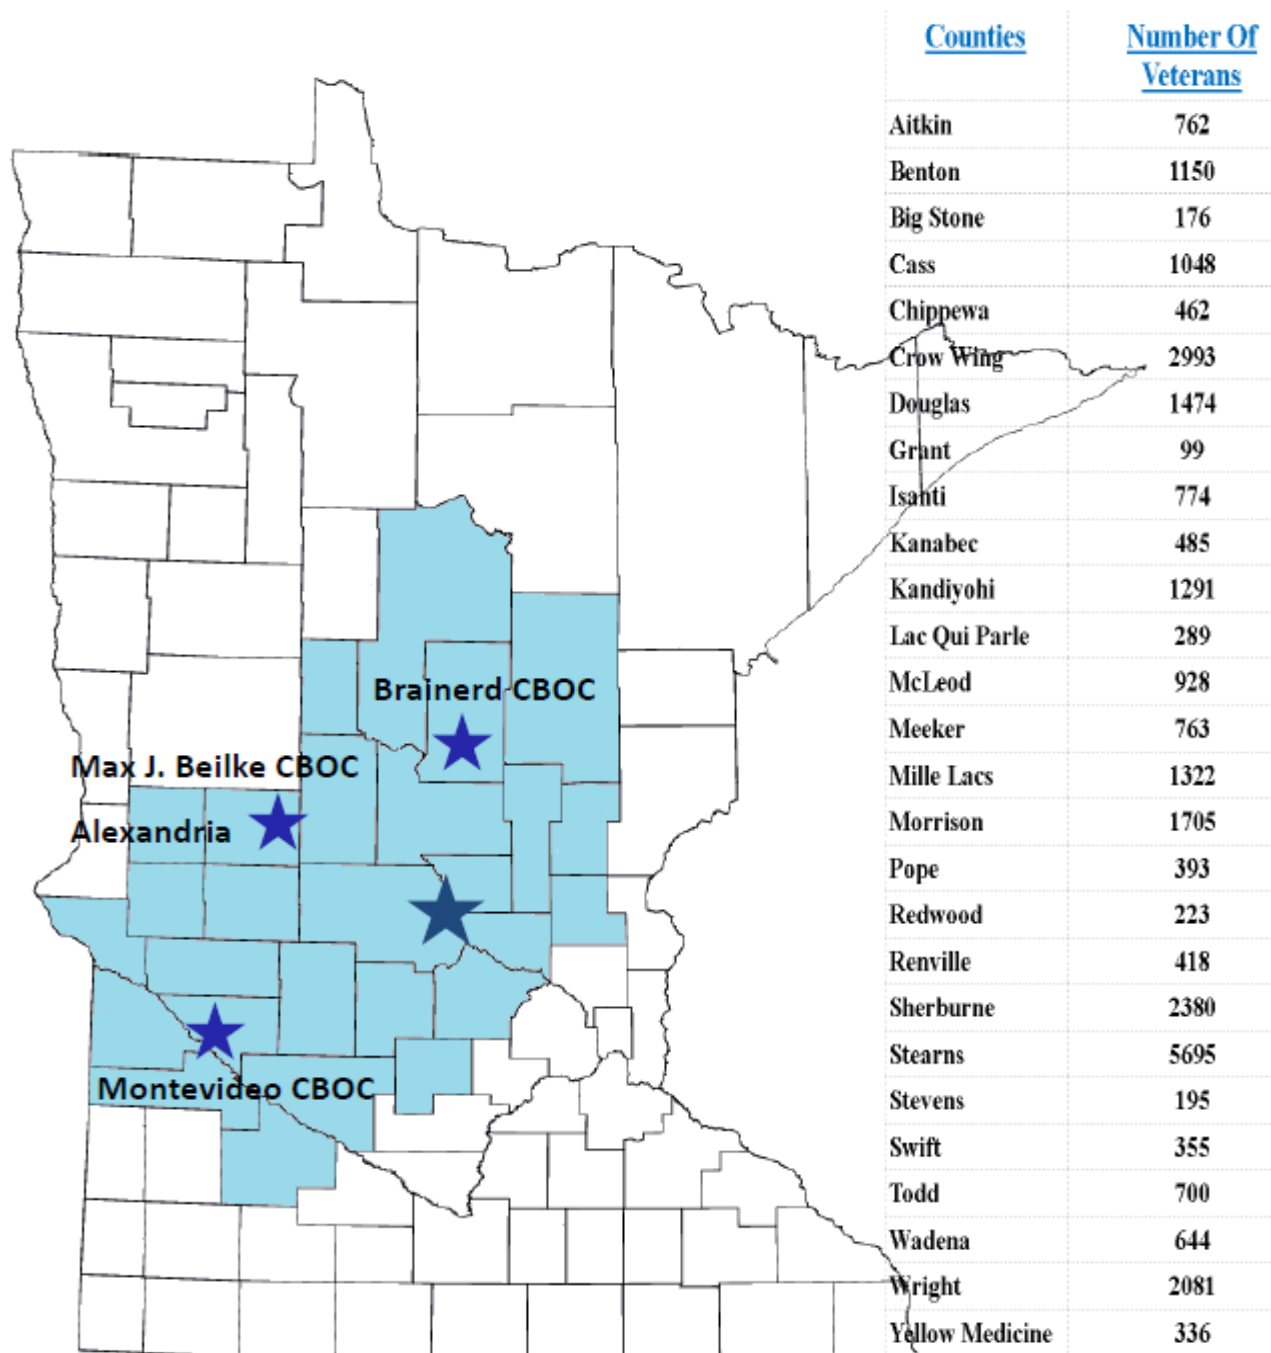 Counties Number Of
Veterans
Aitkin 762
Benton 1150
Big Stone 176
Cass 1048
Chippewa 462
Crow Wing 2993
Douglas 1474
Grant 99
Isanti 774
Kanabec 485
Kandiyohi 1291
Lac Qui Parle 289
McLeod 928
Meeker 763
Mille Lacs 1322
Morrison 1705
Pope 393
Redwood 223
Renville 418
Sherburne 2380
Stearns 5695
Stevens 195
Swift 355
Todd 700
Wadena 644
Wright 2081
Yellow Medicine 336
Brainerd CBOC
Max J. Beilke CBOC
Alexandria
Montevideo CBOC